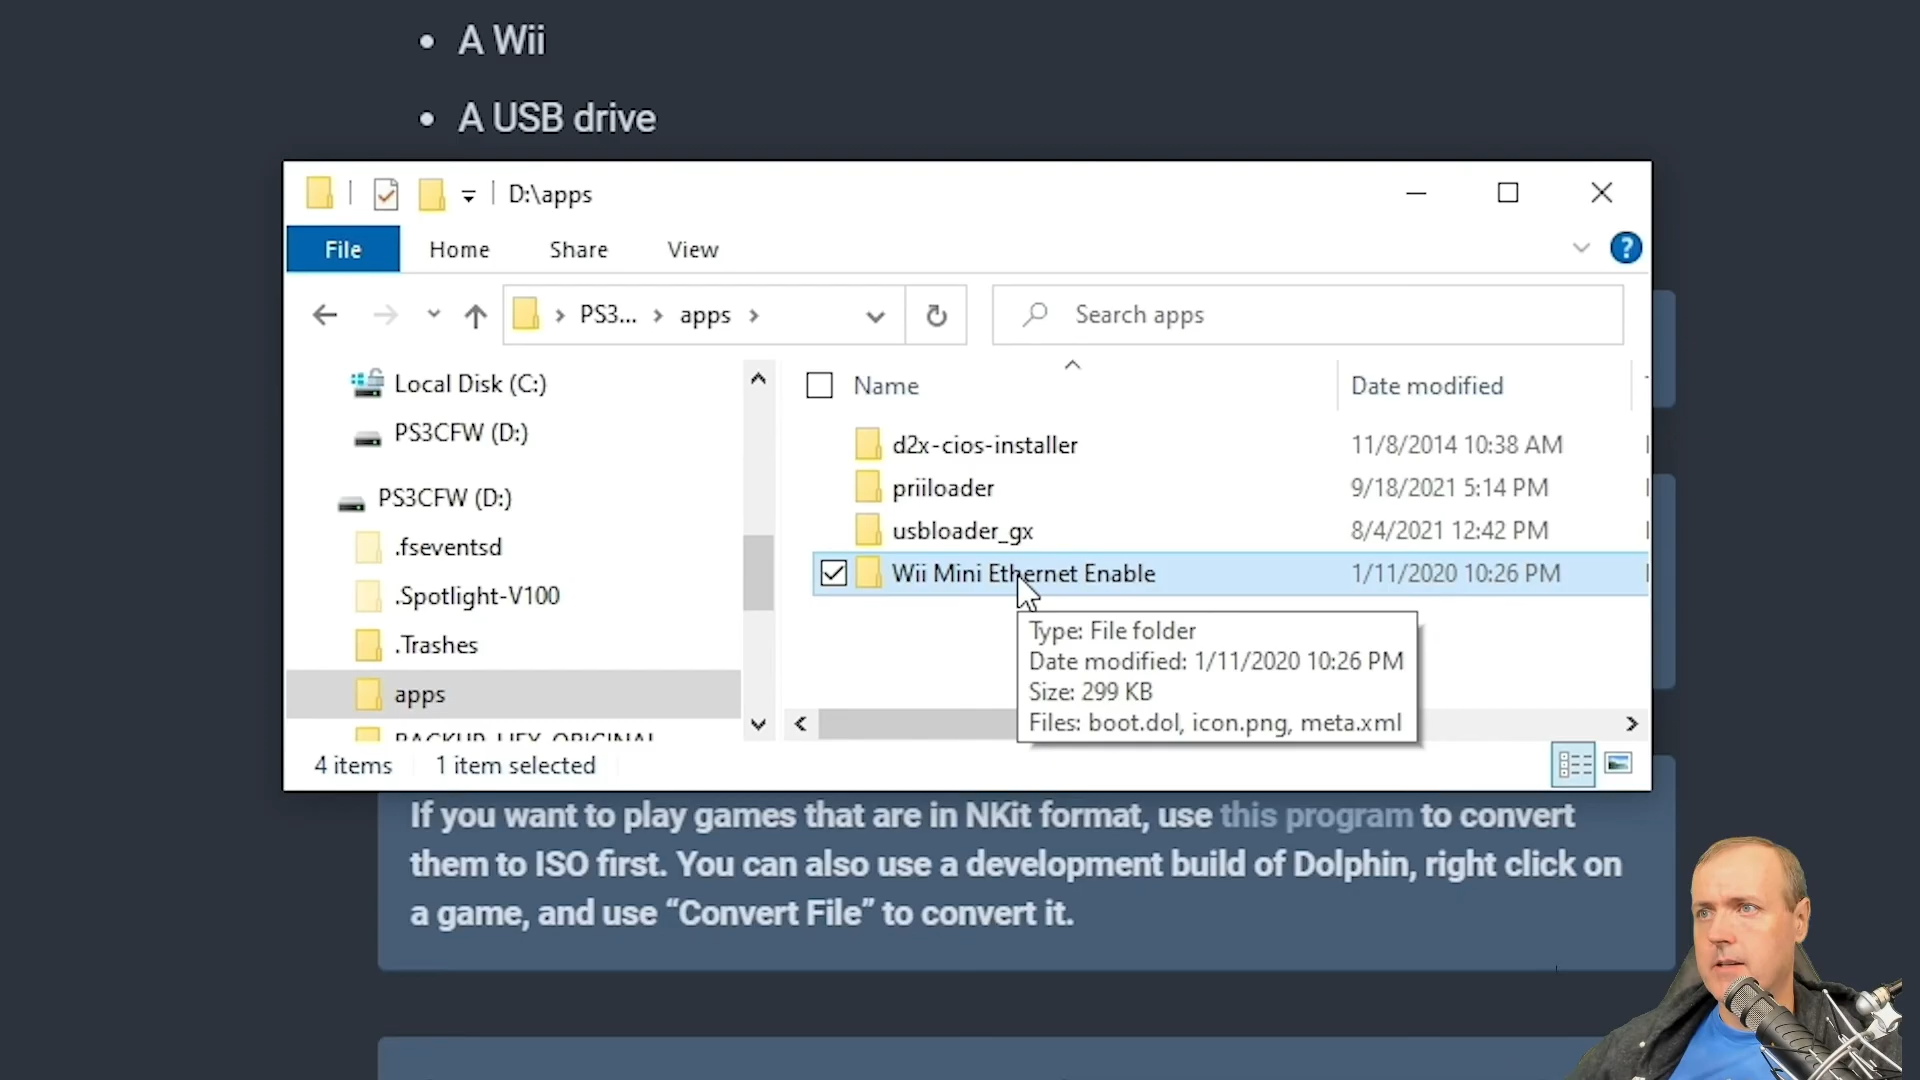 A Wii
A USB drive
D:\apps
File Home Share View
PS3... apps
Search apps
Local Disk (C:)
PS3CFW (D:)
PS3CFW (D:)
.fseventsd
.Spotlight-V100
.Trashes
apps
BACKUP_HEX_ORIGINAL
Name Date modified
d2x-cios-installer 11/8/2014 10:38 AM
priiloader 9/18/2021 5:14 PM
usbloader_gx 8/4/2021 12:42 PM
Wii Mini Ethernet Enable 1/11/2020 10:26 PM
Type: File folder
Date modified: 1/11/2020 10:26 PM
Size: 299 KB
Files: boot.dol, icon.png, meta.xml
4 items 1 item selected
If you want to play games that are in NKit format, use this program to convert
them to ISO first. You can also use a development build of Dolphin, right click on
a game, and use “Convert File” to convert it.